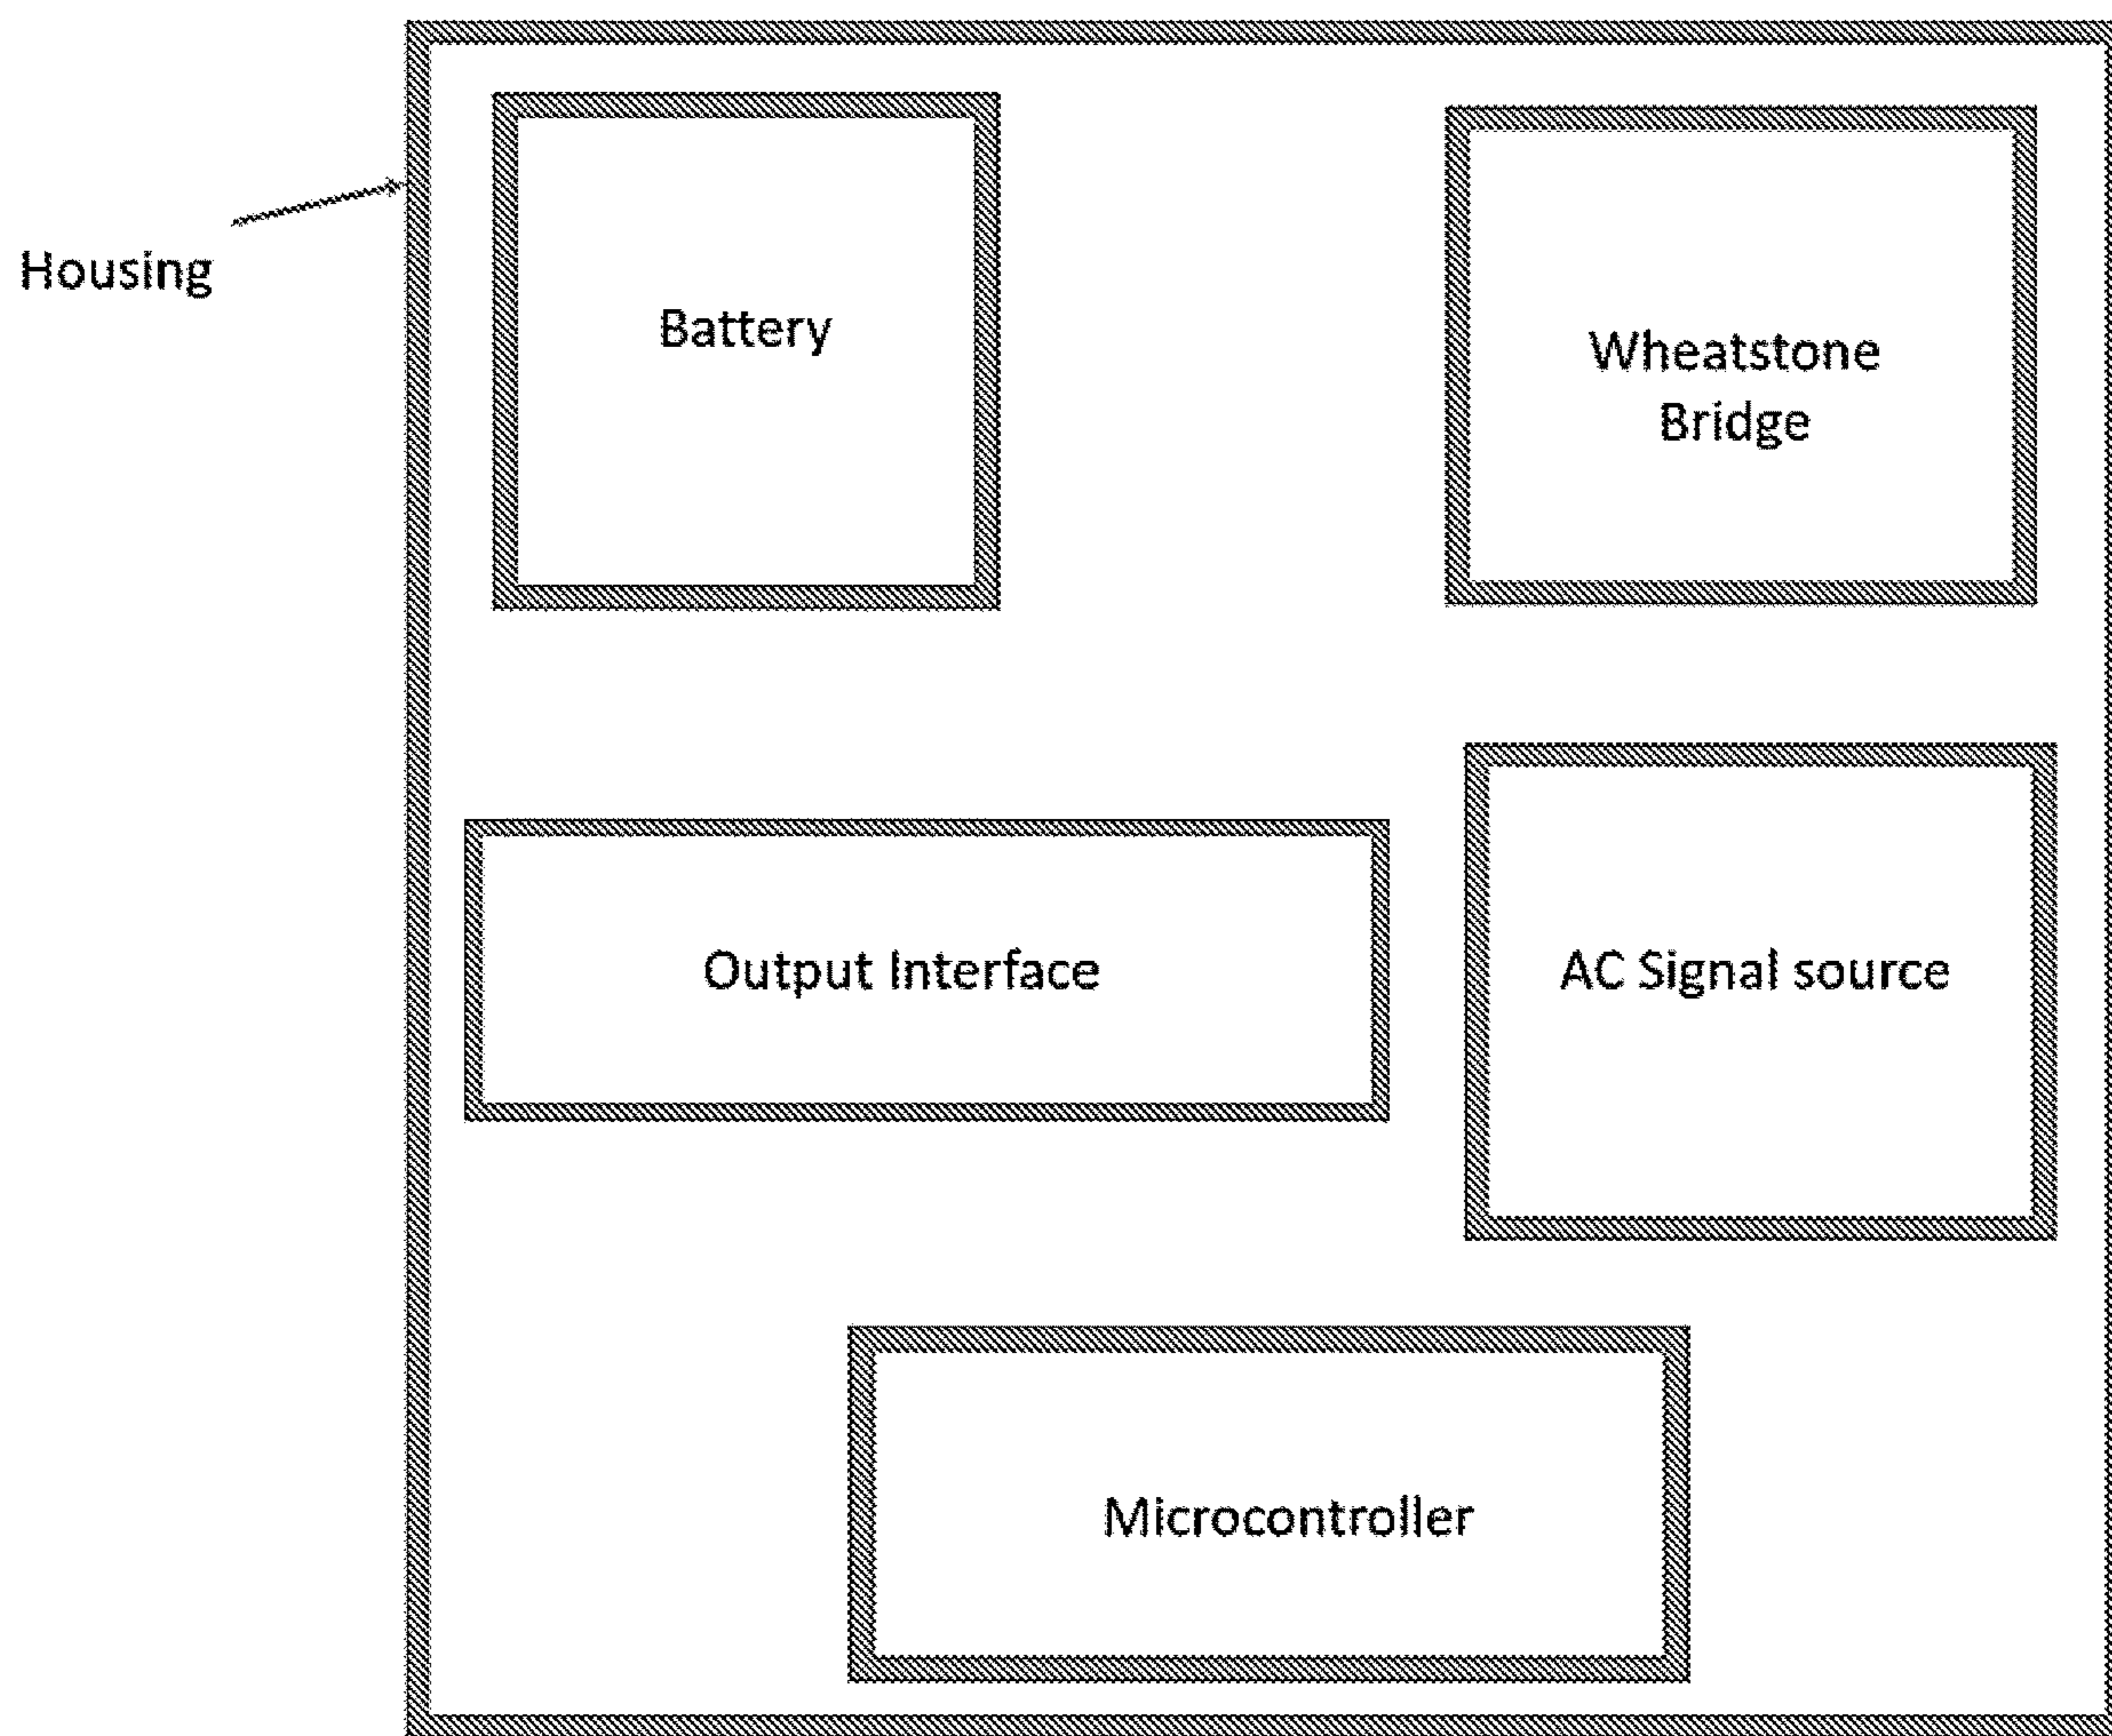 Housing
Battery
Wheatstone
Bridge
Output Interface
AC Signal source
Microcontroller